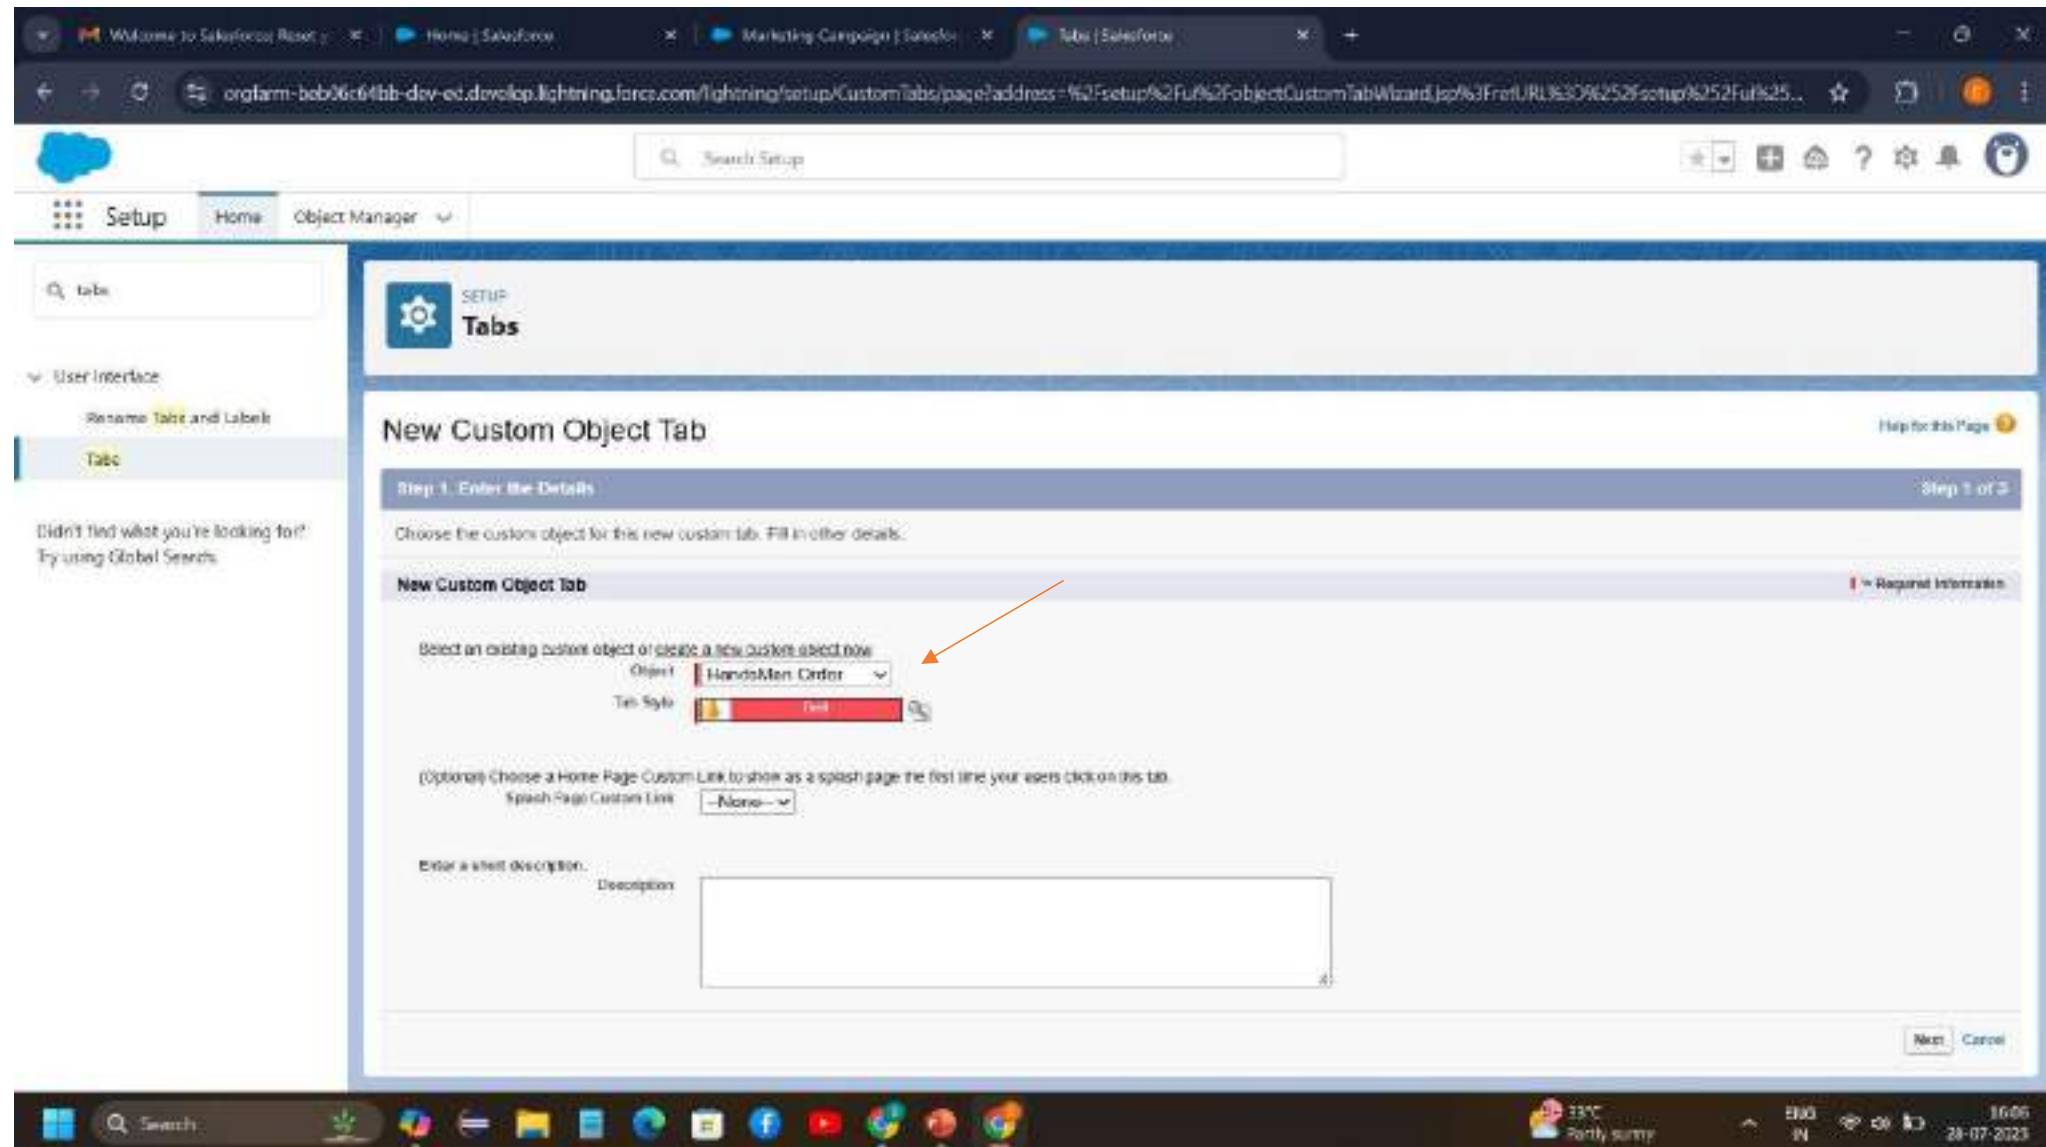 Welcome to Salesforce: Reset y
Home | Salesforce
Marketing Campaign | Salesfor
Tabs | Salesforce
orgfarm-beb06c64bb-dev-ed.develop.lightning.force.com/lightning/setup/CustomTabs/page?address=%2Fsetup%2Fui%2FobjectCustomTabWizard.jsp%3FretURL%3D%252Fsetup%252Fui%25...
Search Setup
Setup
Home
Object Manager
tabs
User Interface
Rename Tabs and Labels
Tabs
Didn't find what you're looking for?
Try using Global Search.
SETUP
Tabs
New Custom Object Tab
Help for this Page
Step 1. Enter the Details
Step 1 of 3
Choose the custom object for this new custom tab. Fill in other details.
New Custom Object Tab
= Required Information
Select an existing custom object or create a new custom object now.
Object
HandsMen Order
Tab Style
(Optional) Choose a Home Page Custom Link to show as a splash page the first time your users click on this tab.
Splash Page Custom Link
--None--
Enter a short description.
Description
Next
Cancel
Search
33°C
Partly sunny
ENG
IN
16:06